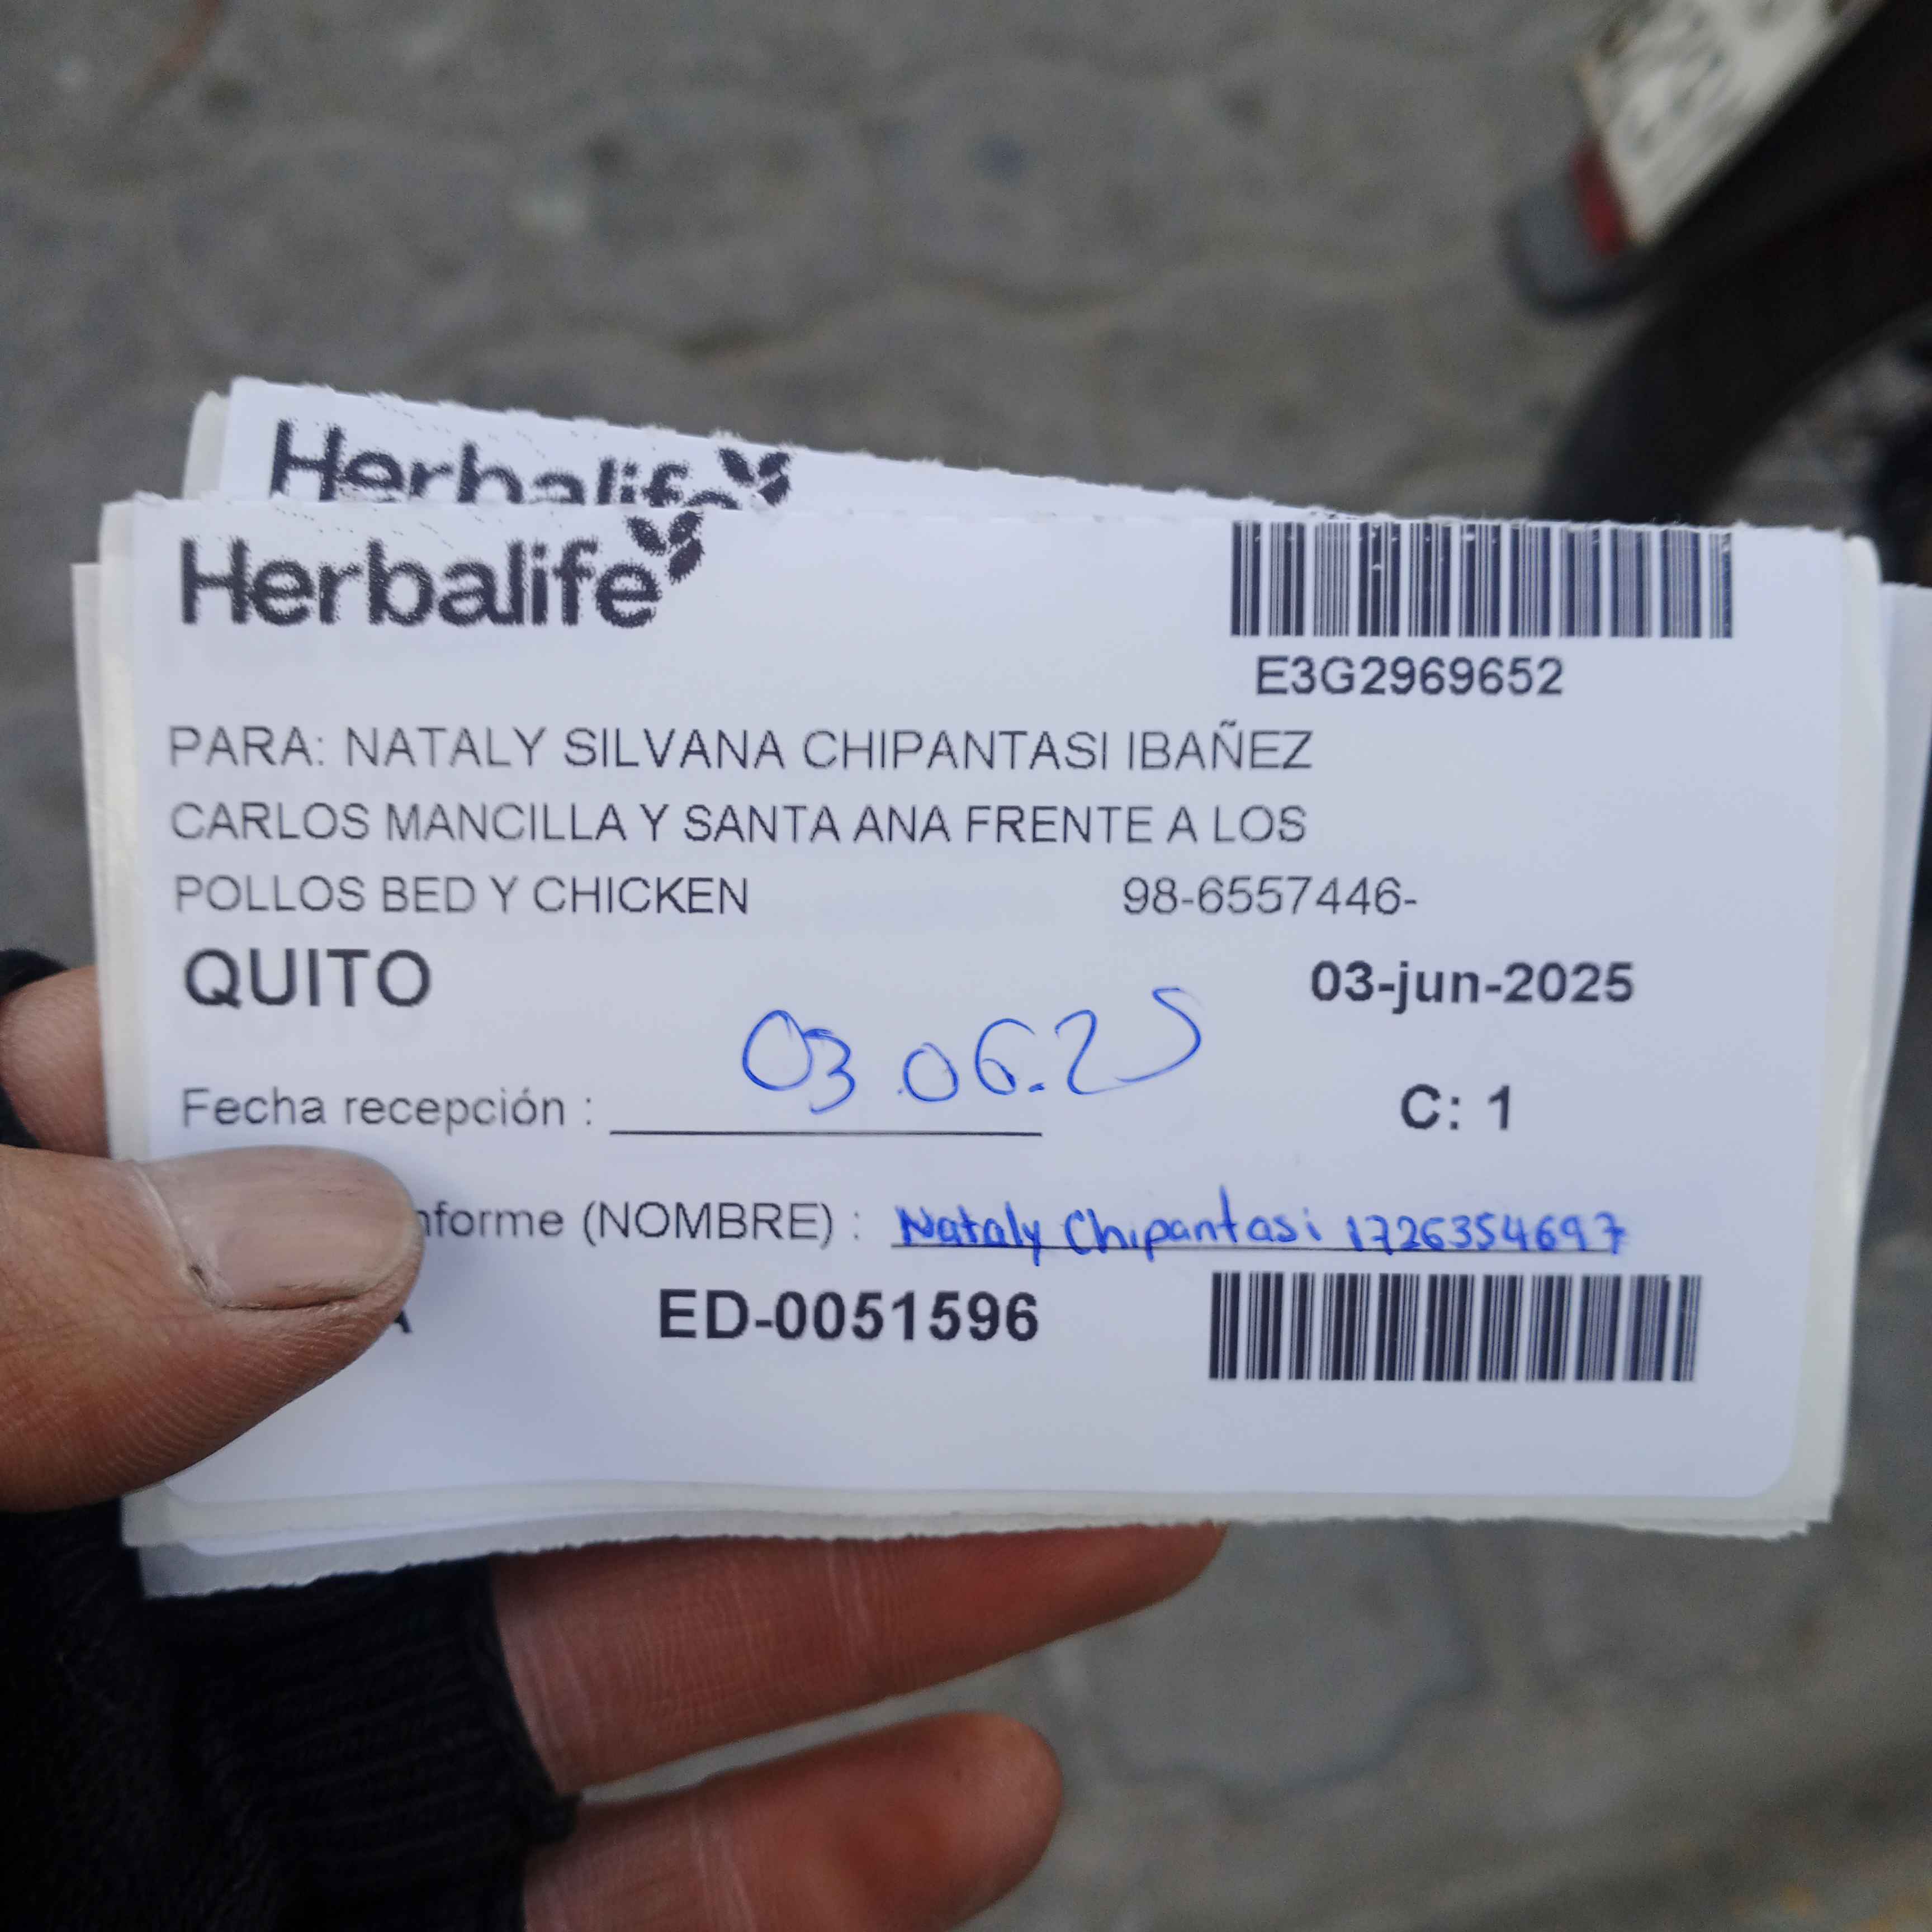 Herbalife
Herbalife
E3G2969652
PARA: NATALY SILVANA CHIPANTASI IBAÑEZ
CARLOS MANCILLA Y SANTA ANA FRENTE A LOS
POLLOS BED Y CHICKEN 98-6557446-
QUITO 03-jun-2025
03.06.25
Fecha recepción : C: 1
(NOMBRE) : Nataly Chipantasi 1726354697
ED-0051596